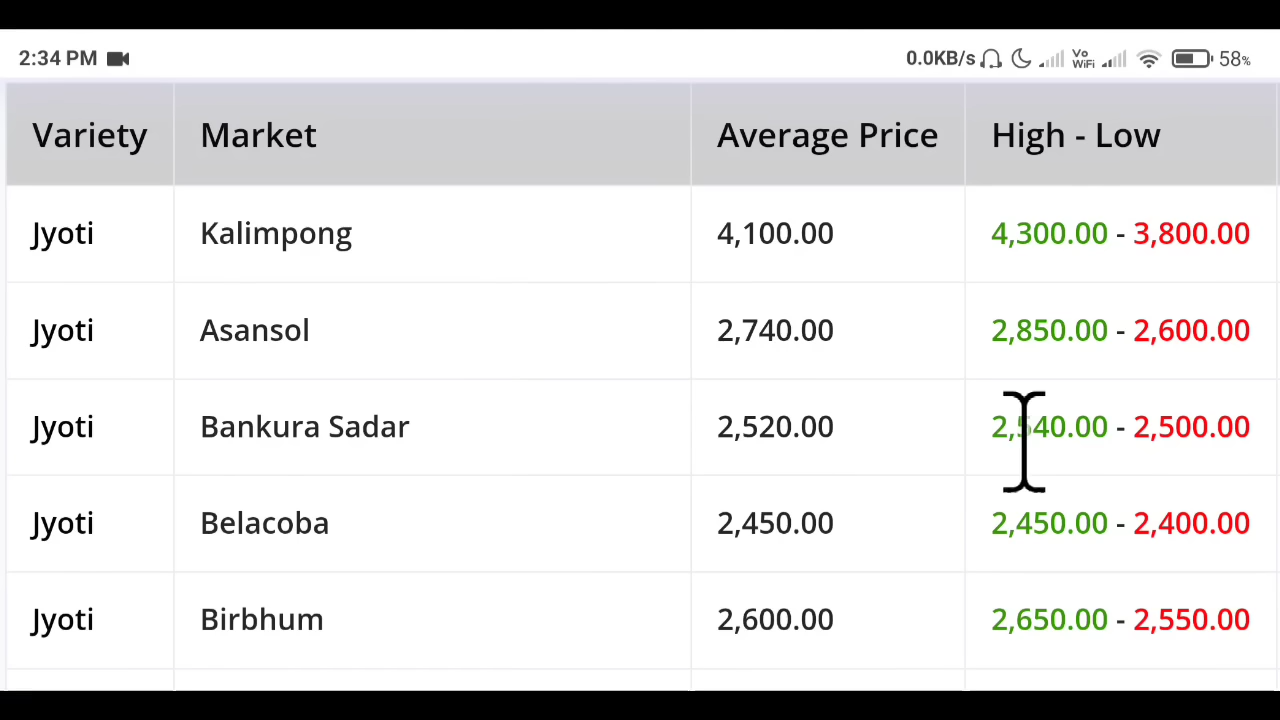 2:34 PM 0.0KB/s Vo WiFi 58%
Variety Market Average Price High - Low
Jyoti Kalimpong 4,100.00 4,300.00 - 3,800.00
Jyoti Asansol 2,740.00 2,850.00 - 2,600.00
Jyoti Bankura Sadar 2,520.00 2,540.00 - 2,500.00
Jyoti Belacoba 2,450.00 2,450.00 - 2,400.00
Jyoti Birbhum 2,600.00 2,650.00 - 2,550.00